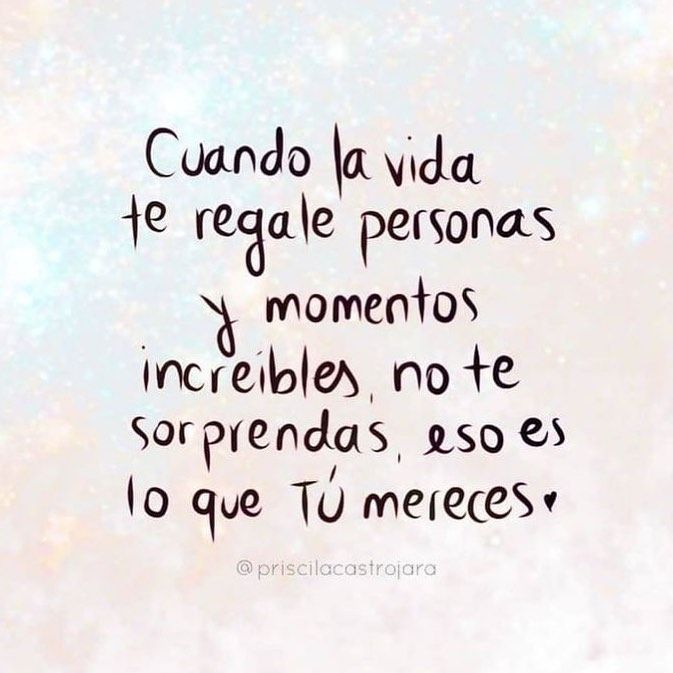 Cuando la vida
te regale personas
y momentos
increíbles, no te
sorprendas, eso es
lo que TÚ mereces♥
@priscilacastrojara